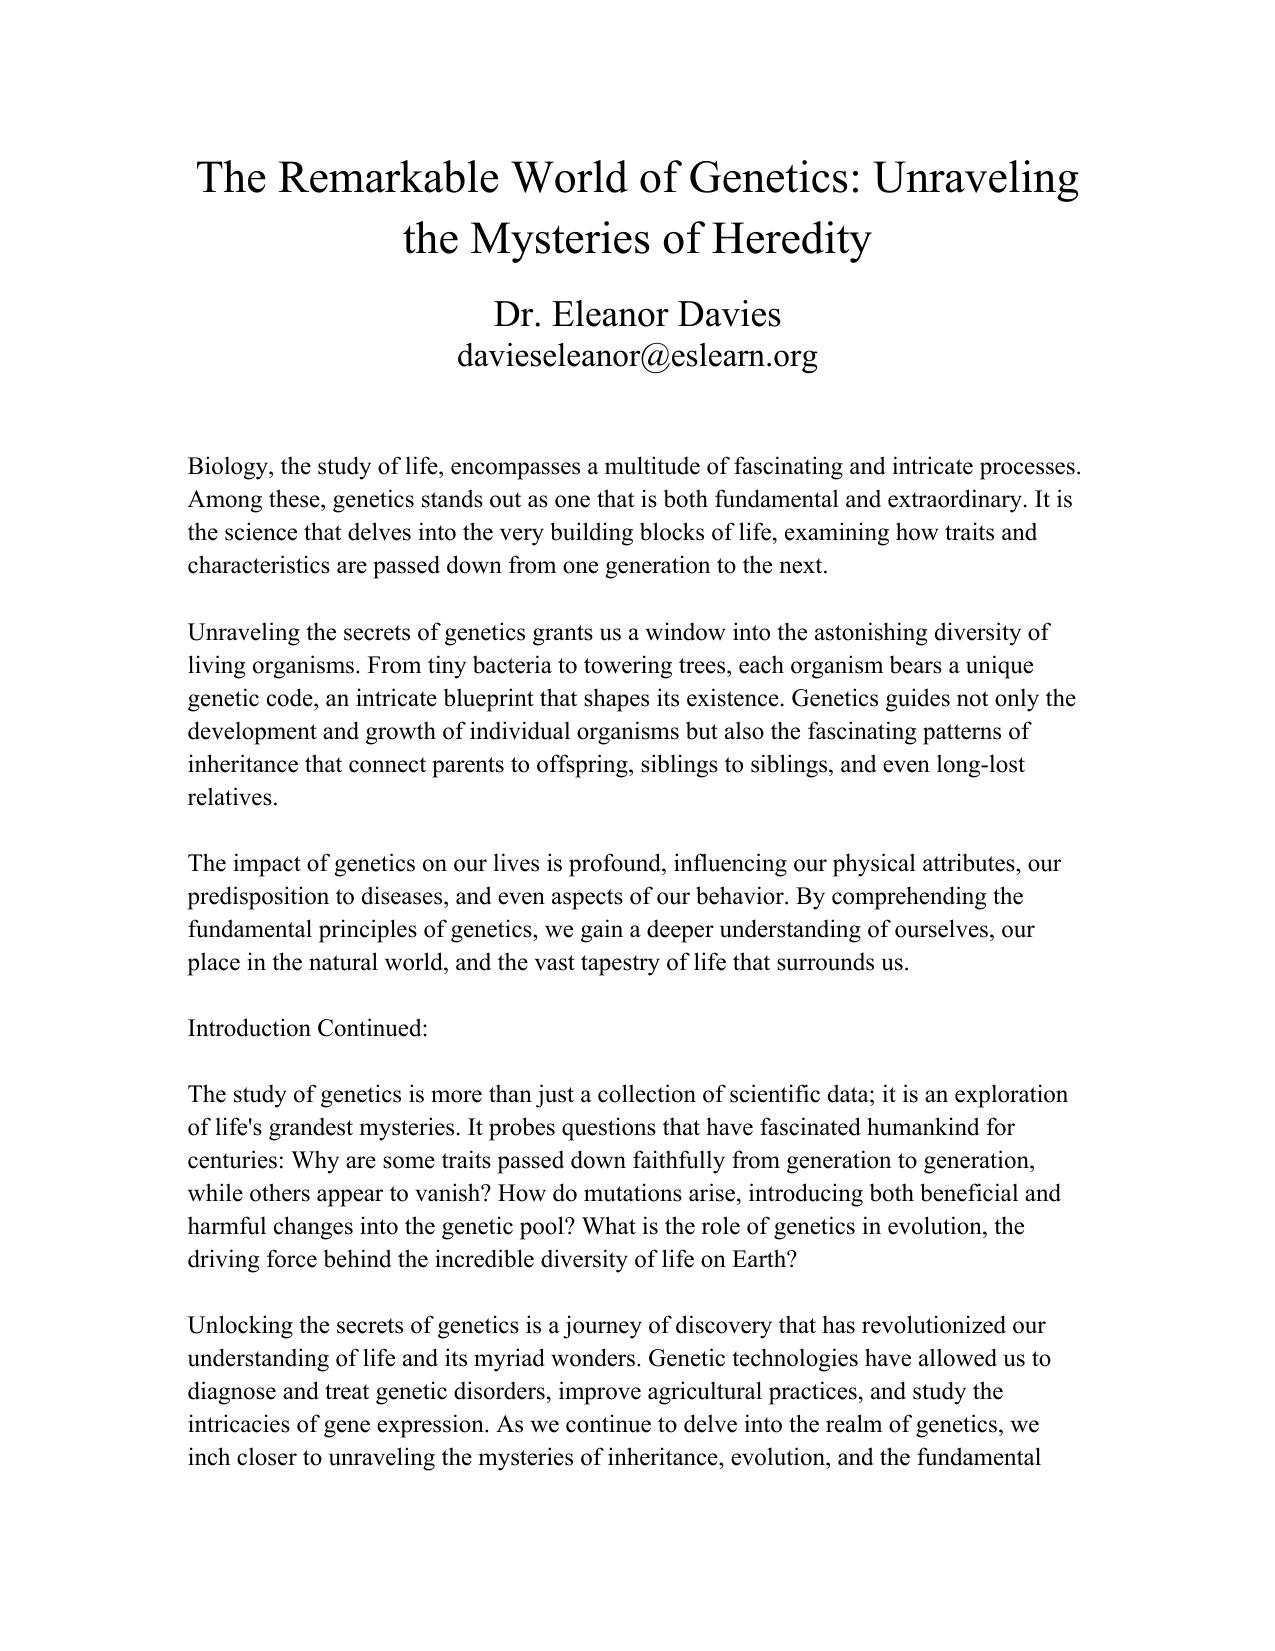 The Remarkable World of Genetics: Unraveling
the Mysteries of Heredity
Dr. Eleanor Davies
davieseleanor@eslearn.org
Biology, the study of life, encompasses a multitude of fascinating and intricate processes.
Among these, genetics stands out as one that is both fundamental and extraordinary. It is
the science that delves into the very building blocks of life, examining how traits and
characteristics are passed down from one generation to the next.
Unraveling the secrets of genetics grants us a window into the astonishing diversity of
living organisms. From tiny bacteria to towering trees, each organism bears a unique
genetic code, an intricate blueprint that shapes its existence. Genetics guides not only the
development and growth of individual organisms but also the fascinating patterns of
inheritance that connect parents to offspring, siblings to siblings, and even long-lost
relatives.
The impact of genetics on our lives is profound, influencing our physical attributes, our
predisposition to diseases, and even aspects of our behavior. By comprehending the
fundamental principles of genetics, we gain a deeper understanding of ourselves, our
place in the natural world, and the vast tapestry of life that surrounds us.
Introduction Continued:
The study of genetics is more than just a collection of scientific data; it is an exploration
of life's grandest mysteries. It probes questions that have fascinated humankind for
centuries: Why are some traits passed down faithfully from generation to generation,
while others appear to vanish? How do mutations arise, introducing both beneficial and
harmful changes into the genetic pool? What is the role of genetics in evolution, the
driving force behind the incredible diversity of life on Earth?
Unlocking the secrets of genetics is a journey of discovery that has revolutionized our
understanding of life and its myriad wonders. Genetic technologies have allowed us to
diagnose and treat genetic disorders, improve agricultural practices, and study the
intricacies of gene expression. As we continue to delve into the realm of genetics, we
inch closer to unraveling the mysteries of inheritance, evolution, and the fundamental